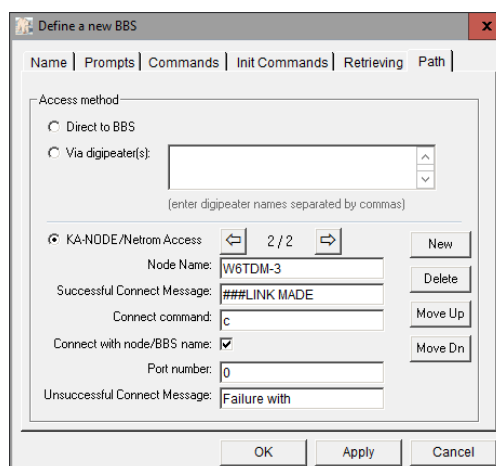 Define a new BBS
x
Name Prompts Commands Init Commands Retrieving Path
Access method
Direct to BBS
Via digipeater(s):
(enter digipeater names separated by commas)
KA-NODE/Netrom Access 2 / 2 New
Node Name: W6TDM-3
Delete
Successful Connect Message: ###LINK MADE
Connect command: c Move Up
Connect with node/BBS name: Move Dn
Port number: 0
Unsuccessful Connect Message: Failure with
OK Apply Cancel